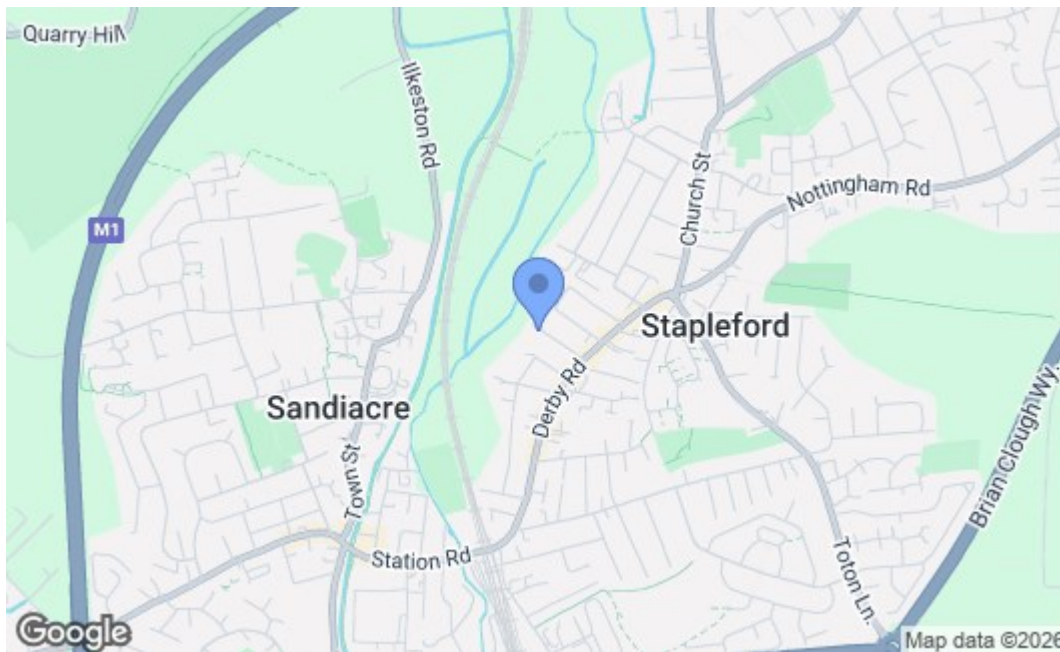 Quarry Hill
Ilkeston Rd
Church St
Nottingham Rd
M1
Stapleford
Derby Rd
Sandiacre
Town St
Brian Clough Wy.
Station Rd
Toton Ln.
Google
Map data ©2026